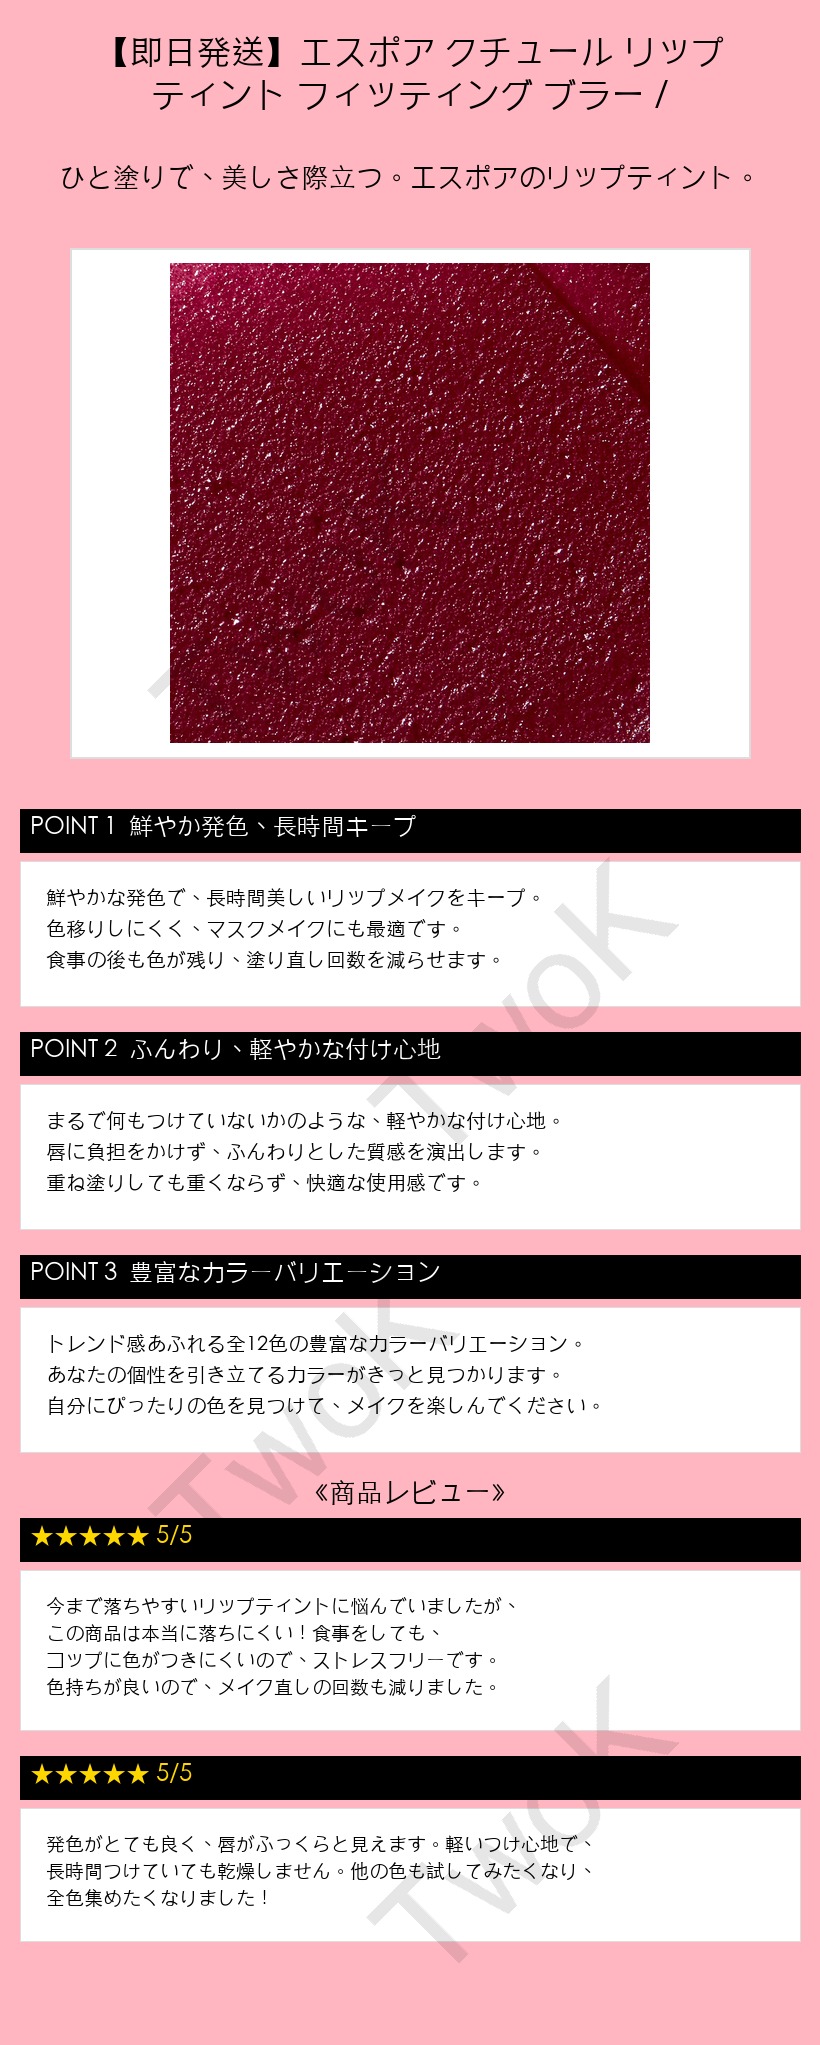 【即日発送】エスポア クチュール リップ
ティント フィッティング ブラー /
ひと塗りで、美しさ際立つ。エスポアのリップティント。
POINT 1 鮮やか発色、長時間キープ
鮮やかな発色で、長時間美しいリップメイクをキープ。
色移りしにくく、マスクメイクにも最適です。
食事の後も色が残り、塗り直し回数を減らせます。
TwoK
POINT 2 ふんわり、軽やかな付け心地
まるで何もつけていないかのような、軽やかな付け心地。
唇に負担をかけず、ふんわりとした質感を演出します。
重ね塗りしても重くならず、快適な使用感です。
POINT 3 豊富なカラーバリエーション
トレンド感あふれる全12色の豊富なカラーバリエーション。
あなたの個性を引き立てるカラーがきっと見つかります。
自分にぴったりの色を見つけて、メイクを楽しんでください。
TwoK
《商品レビュー》
★★★★★ 5/5
今まで落ちやすいリップティントに悩んでいましたが、
この商品は本当に落ちにくい！食事をしても、
コップに色がつきにくいので、ストレスフリーです。
色持ちが良いので、メイク直しの回数も減りました。
★★★★★ 5/5
発色がとても良く、唇がふっくらと見えます。軽いつけ心地で、
長時間つけていても乾燥しません。他の色も試してみたくなり、
全色集めたくなりました！
TwoK